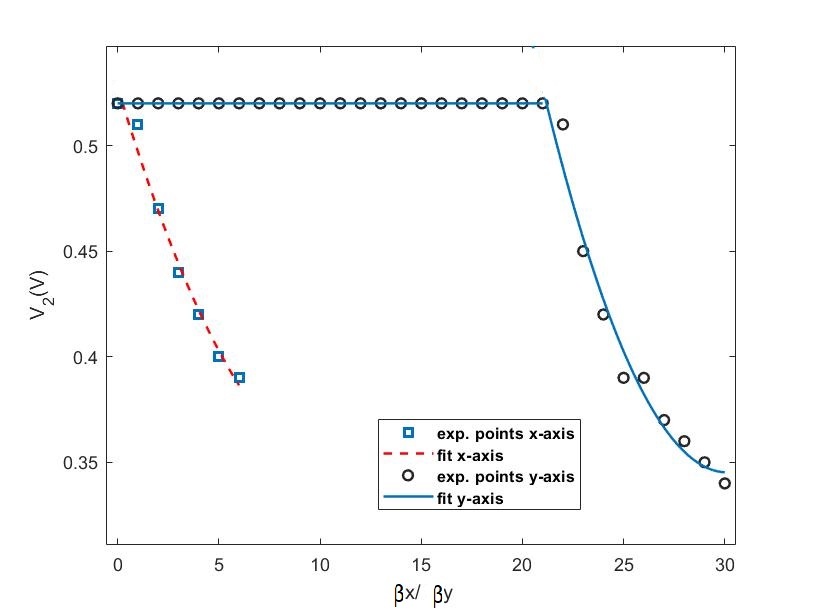 0.5
0.45
0.4
0.35
V2(V)
0 5 10 15 20 25 30
βx/ βy
exp. points x-axis
fit x-axis
exp. points y-axis
fit y-axis